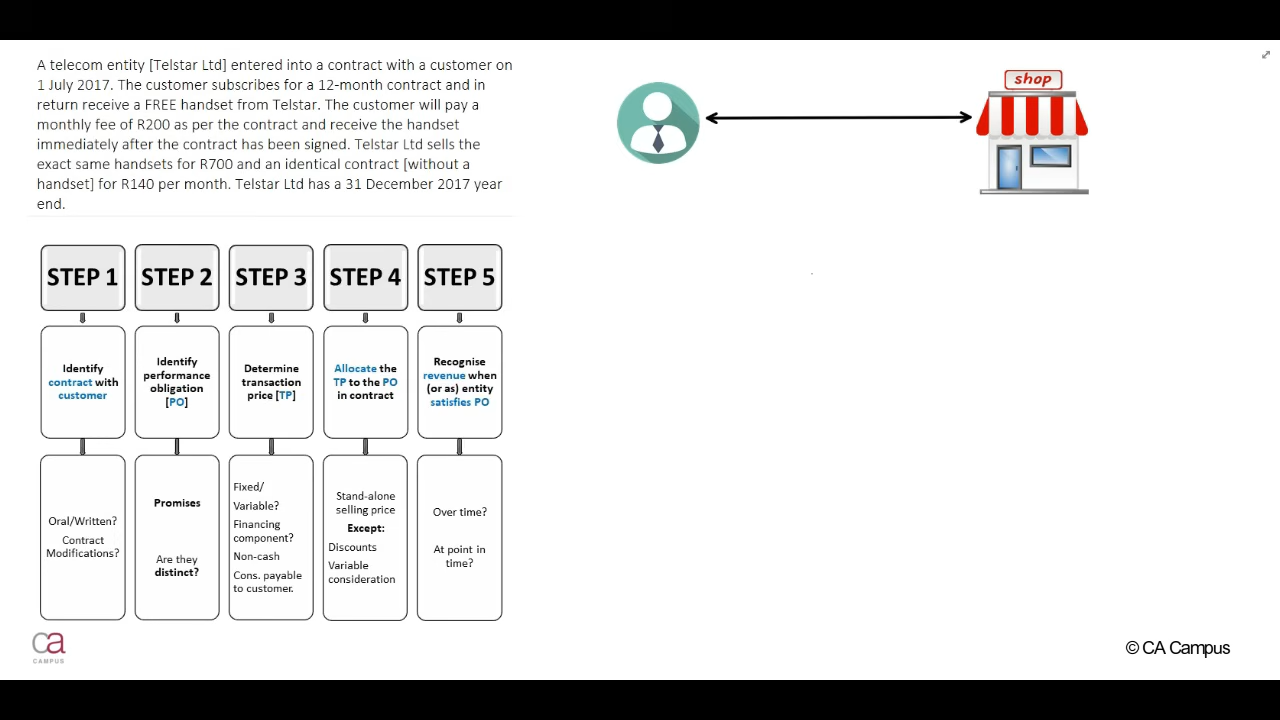 A telecom entity [Telstar Ltd] entered into a contract with a customer on
1 July 2017. The customer subscribes for a 12-month contract and in
return receive a FREE handset from Telstar. The customer will pay a
monthly fee of R200 as per the contract and receive the handset
immediately after the contract has been signed. Telstar Ltd sells the
exact same handsets for R700 and an identical contract [without a
handset] for R140 per month. Telstar Ltd has a 31 December 2017 year
end.
shop
STEP 1
Identify
contract with
customer
Oral/Written?
Contract
Modifications?
STEP 2
Identify
performance
obligation
[PO]
Promises
Are they
distinct?
STEP 3
Determine
transaction
price [TP]
Fixed/
Variable?
Financing
component?
Non-cash
Cons. payable
to customer.
STEP 4
Allocate the
TP to the PO
in contract
Stand-alone
selling price
Except:
Discounts
Variable
consideration
STEP 5
Recognise
revenue when
(or as) entity
satisfies PO
Over time?
At point in
time?
ca
CAMPUS
© CA Campus